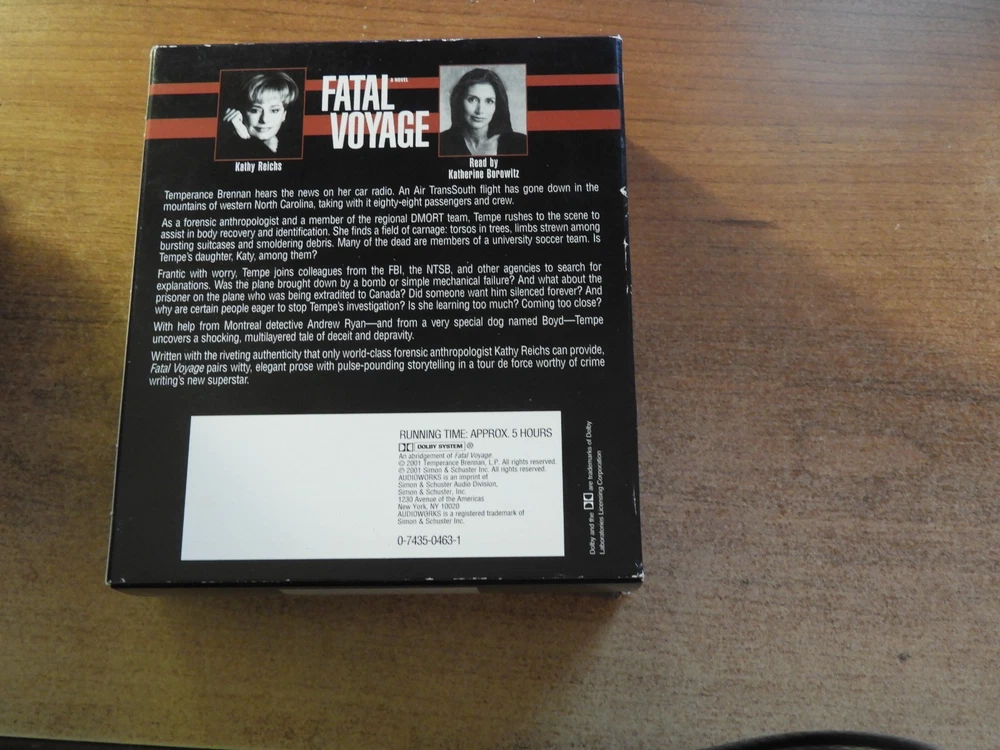 FATAL
A NOVEL
VOYAGE
Kathy Reichs
Read by
Katherine Borowitz
Temperance Brennan hears the news on her car radio. An Air TransSouth flight has gone down in the
mountains of western North Carolina, taking with it eighty-eight passengers and crew.
As a forensic anthropologist and a member of the regional DMORT team, Tempe rushes to the scene to
assist in body recovery and identification. She finds a field of carnage: torsos in trees, limbs strewn among
bursting suitcases and smoldering debris. Many of the dead are members of a university soccer team. Is
Tempe's daughter, Katy, among them?
Frantic with worry, Tempe joins colleagues from the FBI, the NTSB, and other agencies to search for
explanations. Was the plane brought down by a bomb or simple mechanical failure? And what about the
prisoner on the plane who was being extradited to Canada? Did someone want him silenced forever? And
why are certain people eager to stop Tempe's investigation? Is she learning too much? Coming too close?
With help from Montreal detective Andrew Ryan—and from a very special dog named Boyd—Tempe
uncovers a shocking, multilayered tale of deceit and depravity.
Written with the riveting authenticity that only world-class forensic anthropologist Kathy Reichs can provide,
Fatal Voyage pairs witty, elegant prose with pulse-pounding storytelling in a tour de force worthy of crime
writing's new superstar.
RUNNING TIME: APPROX. 5 HOURS
DOLBY SYSTEM ®
An abridgement of Fatal Voyage
© 2001 Temperance Brennan, L.P. All rights reserved.
℗ 2001 Simon & Schuster Inc. All rights reserved.
AUDIOWORKS is an imprint of
Simon & Schuster Audio Division,
Simon & Schuster, Inc.
1230 Avenue of the Americas
New York, NY 10020
AUDIOWORKS is a registered trademark of
Simon & Schuster Inc.
0-7435-0463-1
Dolby and the are trademarks of Dolby
Laboratories Licensing Corporation